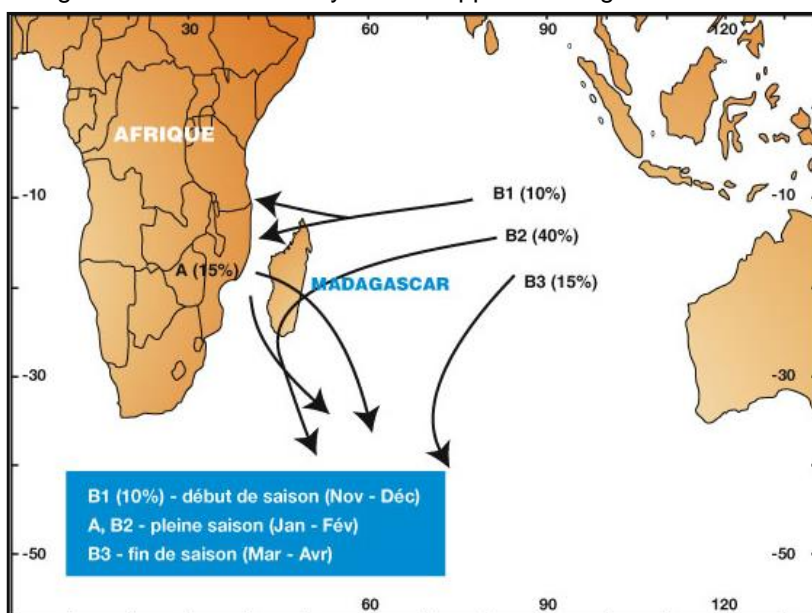 30 60 90 120
AFRIQUE
-10 -10
B1 (10%)
B2 (40%)
A (15%)
MADAGASCAR
B3 (15%)
-30 -30
B1 (10%) - début de saison (Nov - Déc)
A, B2 - pleine saison (Jan - Fév)
B3 - fin de saison (Mar - Avr)
-50 -50
60 90 120